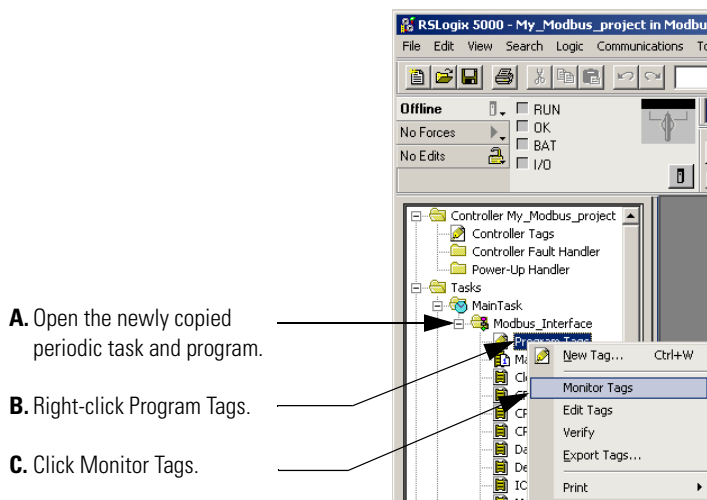 RSLogix 5000 - My_Modbus_project in Modbu
File Edit View Search Logic Communications To
Offline
RUN
No Forces
OK
No Edits
BAT
I/O
Controller My_Modbus_project
Controller Tags
Controller Fault Handler
Power-Up Handler
Tasks
MainTask
A. Open the newly copied
periodic task and program.
Modbus_Interface
Program Tags
New Tag... Ctrl+W
B. Right-click Program Tags.
Monitor Tags
Edit Tags
Verify
C. Click Monitor Tags.
Export Tags...
Print